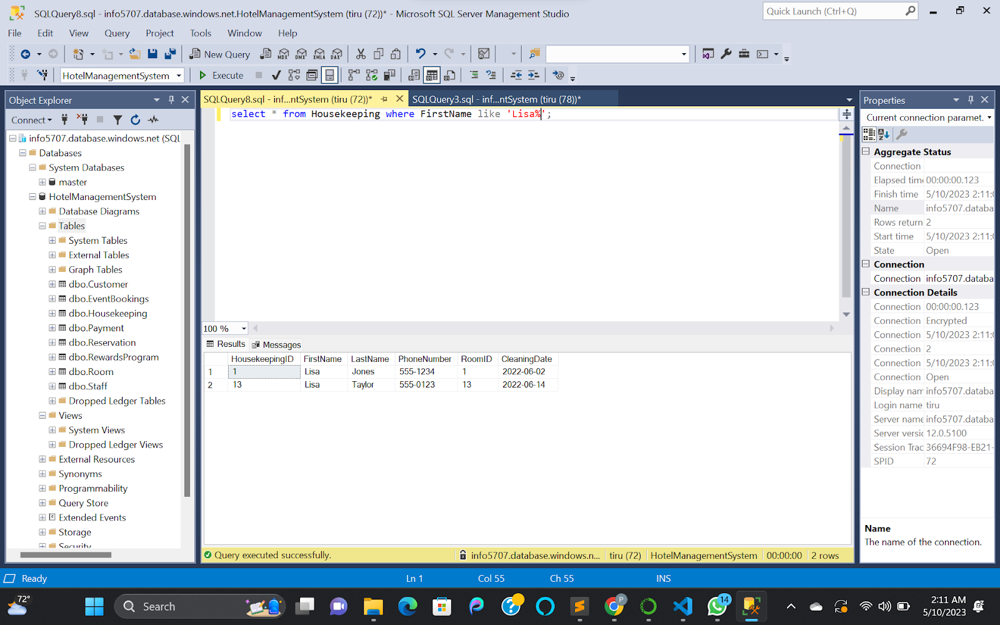 SQLQuery8.sql - info5707.database.windows.net.HotelManagementSystem (tiru (72))* - Microsoft SQL Server Management Studio
Quick Launch (Ctrl+Q)
File Edit View Query Project Tools Window Help
New Query MDX DMX XMLA DAX
HotelManagementSystem Execute
Object Explorer
Connect
info5707.database.windows.net (SQL
Databases
System Databases
master
HotelManagementSystem
Database Diagrams
Tables
System Tables
External Tables
Graph Tables
dbo.Customer
dbo.EventBookings
dbo.Housekeeping
dbo.Payment
dbo.Reservation
dbo.RewardsProgram
dbo.Room
dbo.Staff
Dropped Ledger Tables
Views
System Views
Dropped Ledger Views
External Resources
Synonyms
Programmability
Query Store
Extended Events
Storage
Security
SQLQuery8.sql - inf...ntSystem (tiru (72))* SQLQuery3.sql - inf...ntSystem (tiru (78))*
select * from Housekeeping where FirstName like 'Lisa%';
100 %
Results Messages
HousekeepingID FirstName LastName PhoneNumber RoomID CleaningDate
1 1 Lisa Jones 555-1234 1 2022-06-02
2 13 Lisa Taylor 555-0123 13 2022-06-14
Query executed successfully. info5707.database.windows.n... tiru (72) HotelManagementSystem 00:00:00 2 rows
Properties
Current connection paramet.
Aggregate Status
Connection
Elapsed time 00:00:00.123
Finish time 5/10/2023 2:11:0
Name info5707.databa
Rows return 2
Start time 5/10/2023 2:11:0
State Open
Connection
Connection info5707.databa
Connection Details
Connection 00:00:00.123
Connection Encrypted
Connection 5/10/2023 2:11:0
Connection 2
Connection 5/10/2023 2:11:0
Connection Open
Display nam info5707.databa
Login name tiru
Server name info5707.databa
Server versic 12.0.5100
Session Trac 36694F98-EB21-
SPID 72
Name
The name of the connection.
Ready Ln 1 Col 55 Ch 55 INS
72°
Search
P
14
2:11 AM
5/10/2023